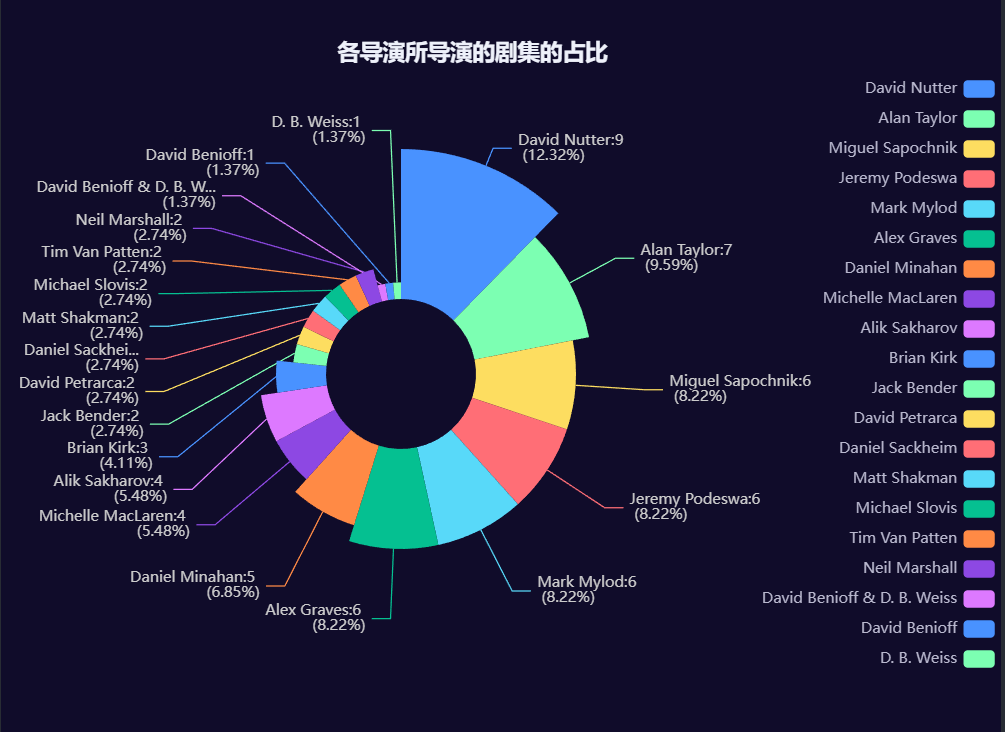 各导演所导演的剧集的占比
David Nutter:9
(12.32%)
Alan Taylor:7
(9.59%)
Miguel Sapochnik:6
(8.22%)
Jeremy Podeswa:6
(8.22%)
Mark Mylod:6
(8.22%)
Alex Graves:6
(8.22%)
Daniel Minahan:5
(6.85%)
Michelle MacLaren:4
(5.48%)
Alik Sakharov:4
(5.48%)
Brian Kirk:3
(4.11%)
Jack Bender:2
(2.74%)
David Petrarca:2
(2.74%)
Daniel Sackhei...
(2.74%)
Matt Shakman:2
(2.74%)
Michael Slovis:2
(2.74%)
Tim Van Patten:2
(2.74%)
Neil Marshall:2
(2.74%)
David Benioff & D. B. W...
(1.37%)
David Benioff:1
(1.37%)
D. B. Weiss:1
(1.37%)
David Nutter
Alan Taylor
Miguel Sapochnik
Jeremy Podeswa
Mark Mylod
Alex Graves
Daniel Minahan
Michelle MacLaren
Alik Sakharov
Brian Kirk
Jack Bender
David Petrarca
Daniel Sackheim
Matt Shakman
Michael Slovis
Tim Van Patten
Neil Marshall
David Benioff & D. B. Weiss
David Benioff
D. B. Weiss